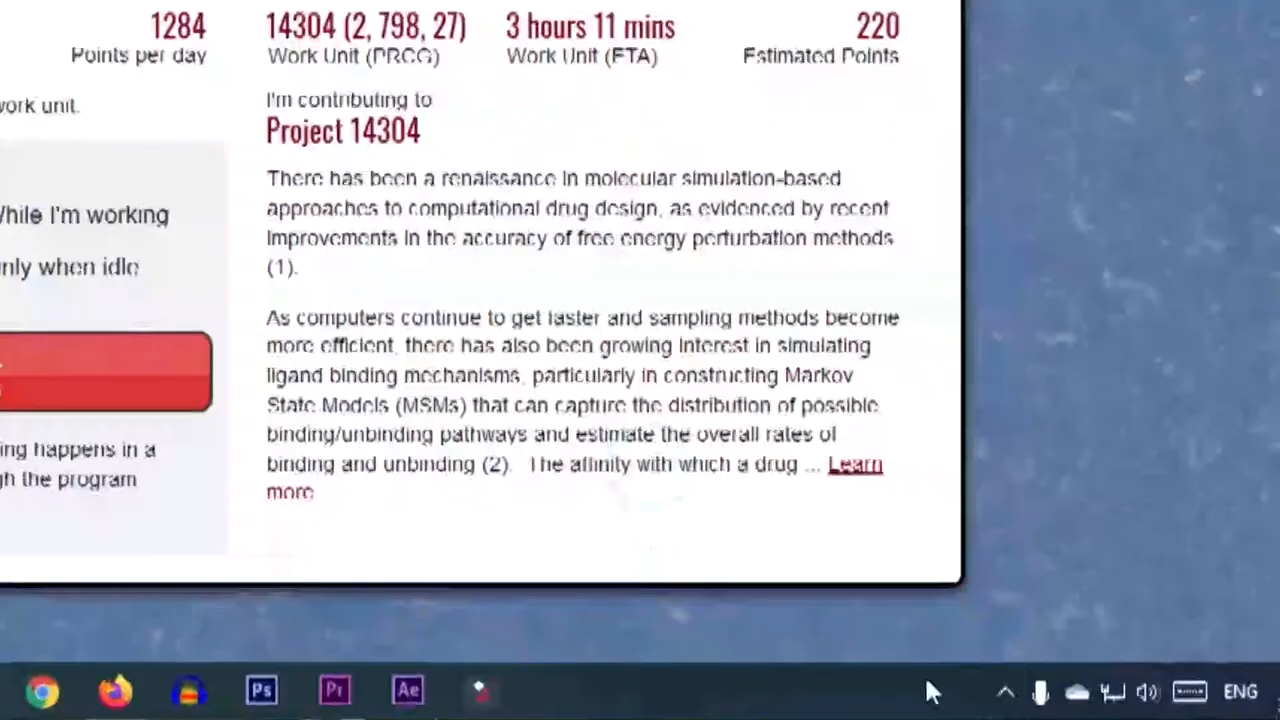 1284
Points per day
14304 (2, 798, 27)
Work Unit (PRCG)
3 hours 11 mins
Work Unit (ETA)
220
Estimated Points
work unit.
While I'm working
only when idle
ing happens in a
gh the program
I'm contributing to
Project 14304
There has been a renaissance in molecular simulation-based
approaches to computational drug design, as evidenced by recent
improvements in the accuracy of free energy perturbation methods
(1).
As computers continue to get faster and sampling methods become
more efficient, there has also been growing interest in simulating
ligand binding mechanisms, particularly in constructing Markov
State Models (MSMs) that can capture the distribution of possible
binding/unbinding pathways and estimate the overall rates of
binding and unbinding (2). The affinity with which a drug ... Learn
more
Ps
Pr
Ae
ENG